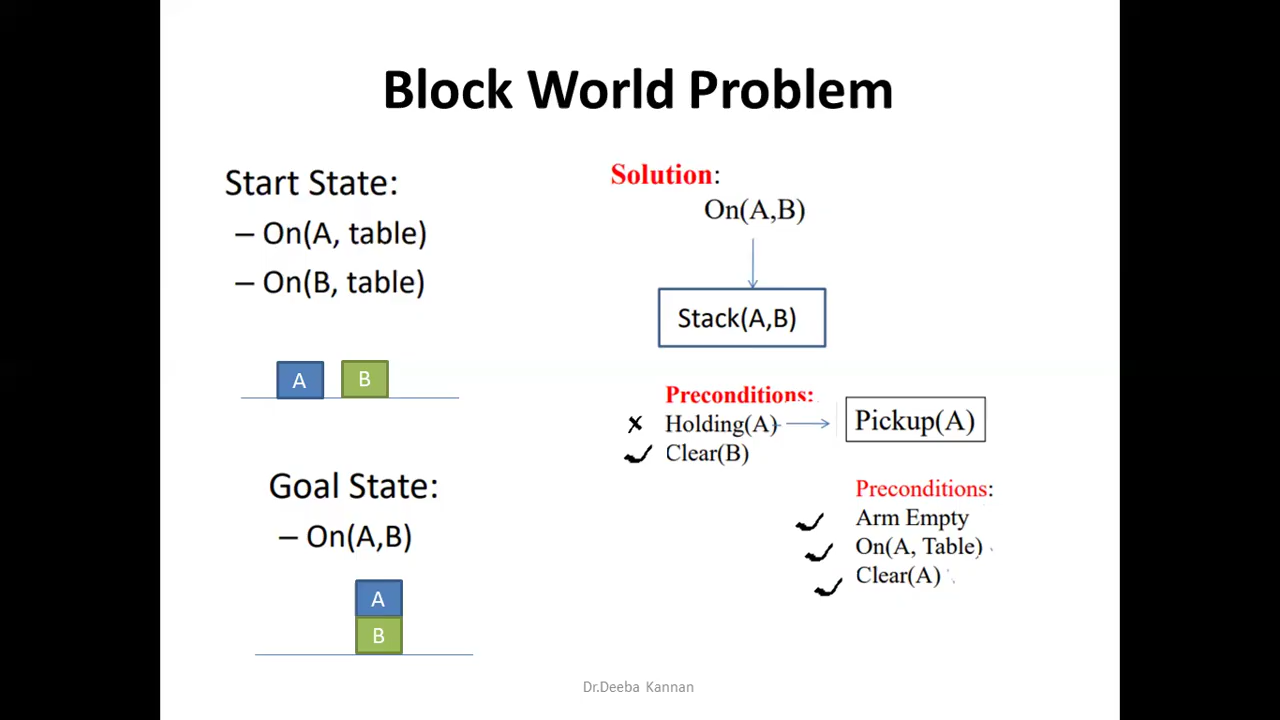 Block World Problem
Start State:
– On(A, table)
– On(B, table)
A B
Goal State:
– On(A,B)
A
B
Solution:
On(A,B)
Stack(A,B)
Preconditions:
Holding(A)
Clear(B)
Pickup(A)
Preconditions:
Arm Empty
On(A, Table)
Clear(A)
Dr.Deeba Kannan